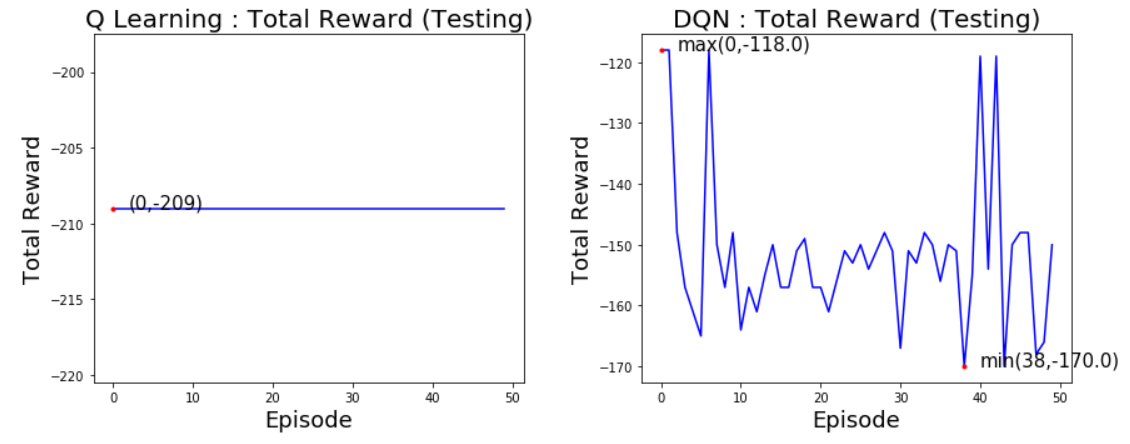 Q Learning : Total Reward (Testing)
Total Reward
−200
−205
−210
−215
−220
(0,-209)
0 10 20 30 40 50
Episode
DQN : Total Reward (Testing)
Total Reward
−120
−130
−140
−150
−160
−170
max(0,-118.0)
min(38,-170.0)
0 10 20 30 40 50
Episode